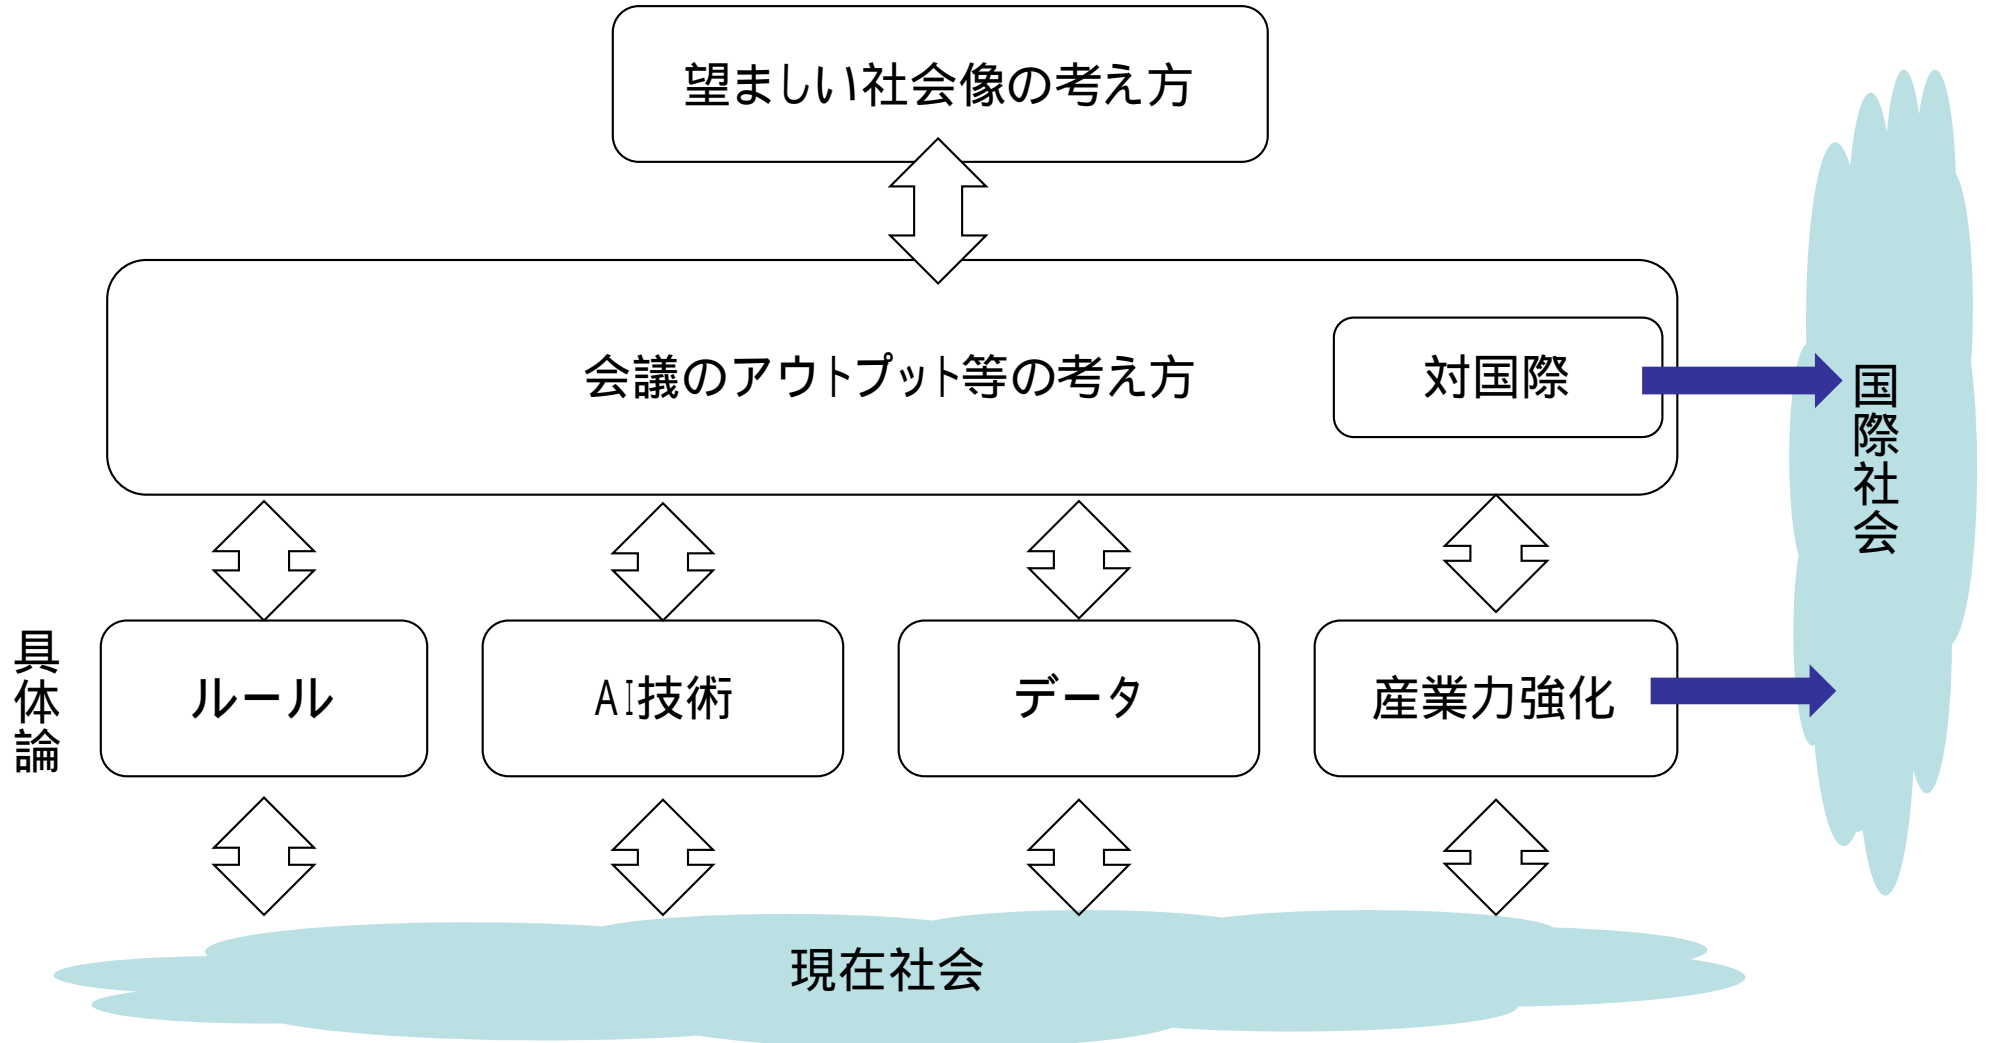 望ましい社会像の考え方
会議のアウトプット等の考え方
対国際
国際社会
具体論
ルール
AI技術
データ
産業力強化
現在社会